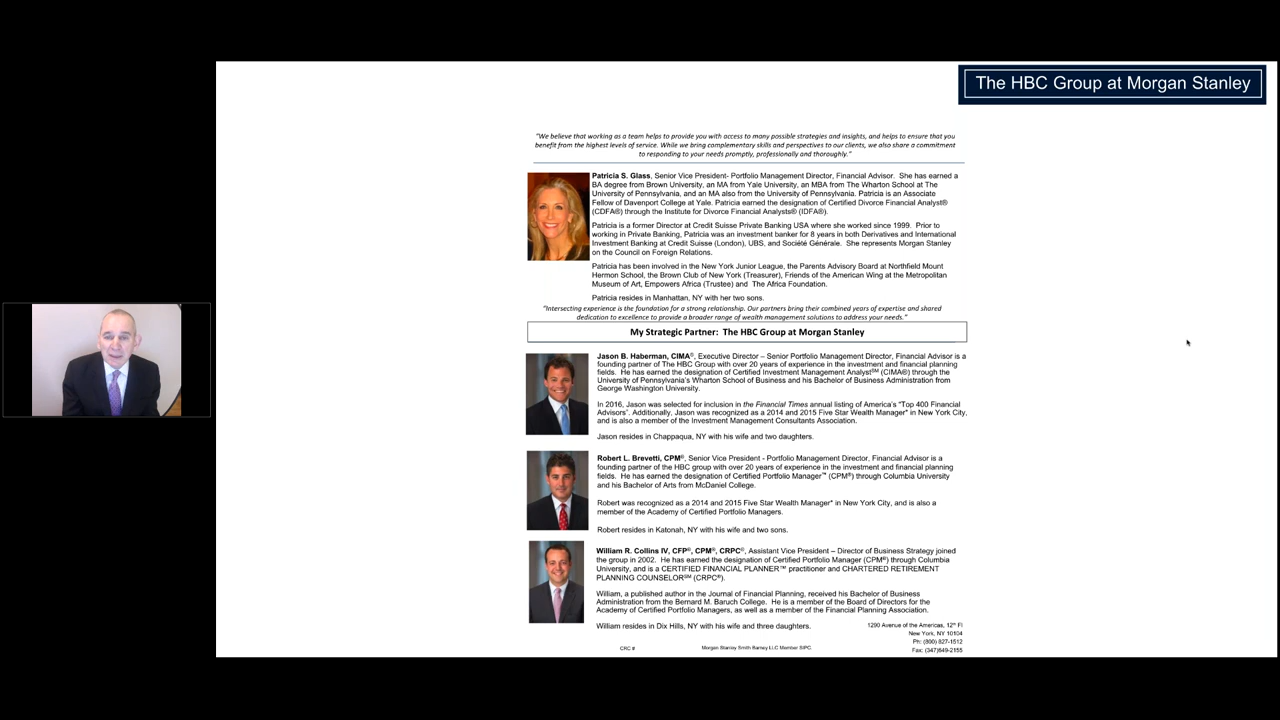 The HBC Group at Morgan Stanley
"We believe that working as a team helps to provide you with access to many possible strategies and insights, and helps to ensure that you
benefit from the highest levels of service. While we bring complementary skills and perspectives to our clients, we also share a commitment
to responding to your needs promptly, professionally and thoroughly."
Patricia S. Glass, Senior Vice President- Portfolio Management Director, Financial Advisor. She has earned a
BA degree from Brown University, an MA from Yale University, an MBA from The Wharton School at The
University of Pennsylvania, and an MA also from the University of Pennsylvania. Patricia is an Associate
Fellow of Davenport College at Yale. Patricia earned the designation of Certified Divorce Financial Analyst®
(CDFA®) through the Institute for Divorce Financial Analysts® (IDFA®).
Patricia is a former Director at Credit Suisse Private Banking USA where she worked since 1999. Prior to
working in Private Banking, Patricia was an investment banker for 8 years in both Derivatives and International
Investment Banking at Credit Suisse (London), UBS, and Société Générale. She represents Morgan Stanley
on the Council on Foreign Relations.
Patricia has been involved in the New York Junior League, the Parents Advisory Board at Northfield Mount
Hermon School, the Brown Club of New York (Treasurer), Friends of the American Wing at the Metropolitan
Museum of Art, Empowers Africa (Trustee) and The Africa Foundation.
Patricia resides in Manhattan, NY with her two sons.
"Intersecting experience is the foundation for a strong relationship. Our partners bring their combined years of expertise and shared
dedication to excellence to provide a broader range of wealth management solutions to address your needs."
My Strategic Partner: The HBC Group at Morgan Stanley
Jason B. Haberman, CIMA®, Executive Director – Senior Portfolio Management Director, Financial Advisor is a
founding partner of The HBC Group with over 20 years of experience in the investment and financial planning
fields. He has earned the designation of Certified Investment Management Analyst℠ (CIMA®) through the
University of Pennsylvania's Wharton School of Business and his Bachelor of Business Administration from
George Washington University.
In 2016, Jason was selected for inclusion in the Financial Times annual listing of America's "Top 400 Financial
Advisors". Additionally, Jason was recognized as a 2014 and 2015 Five Star Wealth Manager* in New York City,
and is also a member of the Investment Management Consultants Association.
Jason resides in Chappaqua, NY with his wife and two daughters.
Robert L. Brevetti, CPM®, Senior Vice President - Portfolio Management Director, Financial Advisor is a
founding partner of the HBC group with over 20 years of experience in the investment and financial planning
fields. He has earned the designation of Certified Portfolio Manager™ (CPM®) through Columbia University
and his Bachelor of Arts from McDaniel College.
Robert was recognized as a 2014 and 2015 Five Star Wealth Manager* in New York City, and is also a
member of the Academy of Certified Portfolio Managers.
Robert resides in Katonah, NY with his wife and two sons.
William R. Collins IV, CFP®, CPM®, CRPC®, Assistant Vice President – Director of Business Strategy joined
the group in 2002. He has earned the designation of Certified Portfolio Manager (CPM®) through Columbia
University, and is a CERTIFIED FINANCIAL PLANNER™ practitioner and CHARTERED RETIREMENT
PLANNING COUNSELOR℠ (CRPC®).
William, a published author in the Journal of Financial Planning, received his Bachelor of Business
Administration from the Bernard M. Baruch College. He is a member of the Board of Directors for the
Academy of Certified Portfolio Managers, as well as a member of the Financial Planning Association.
William resides in Dix Hills, NY with his wife and three daughters.
1290 Avenue of the Americas, 12th Fl
New York, NY 10104
Ph: (800) 827-1512
Fax: (347)649-2155
CRC #
Morgan Stanley Smith Barney LLC Member SIPC.